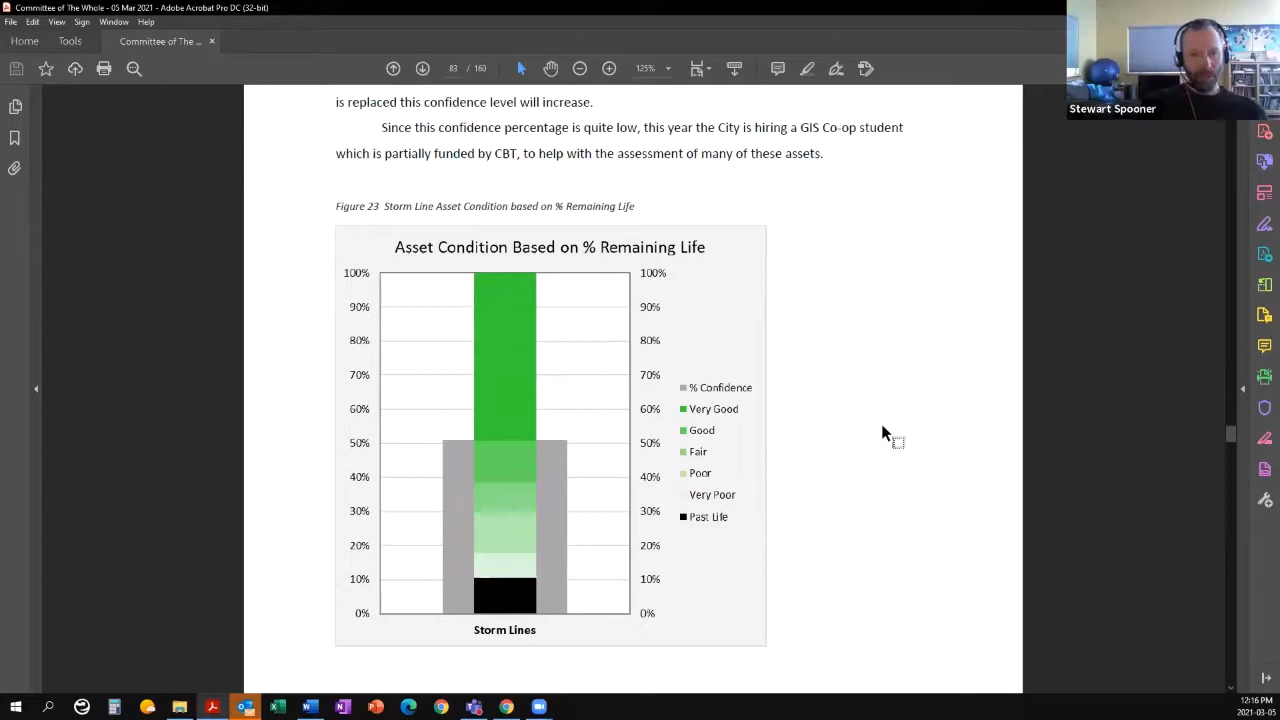 Committee of The Whole - 05 Mar 2021 - Adobe Acrobat Pro DC (32-bit)
File Edit View Sign Window Help
Home Tools Committee of The ... ×
83 / 160 125%
Stewart Spooner
is replaced this confidence level will increase.
Since this confidence percentage is quite low, this year the City is hiring a GIS Co-op student
which is partially funded by CBT, to help with the assessment of many of these assets.
Figure 23 Storm Line Asset Condition based on % Remaining Life
Asset Condition Based on % Remaining Life
100% 100%
90% 90%
80% 80%
70% 70%
60% 60%
50% 50%
40% 40%
30% 30%
20% 20%
10% 10%
0% 0%
% Confidence
Very Good
Good
Fair
Poor
Very Poor
Past Life
Storm Lines
12:16 PM
2021-03-05